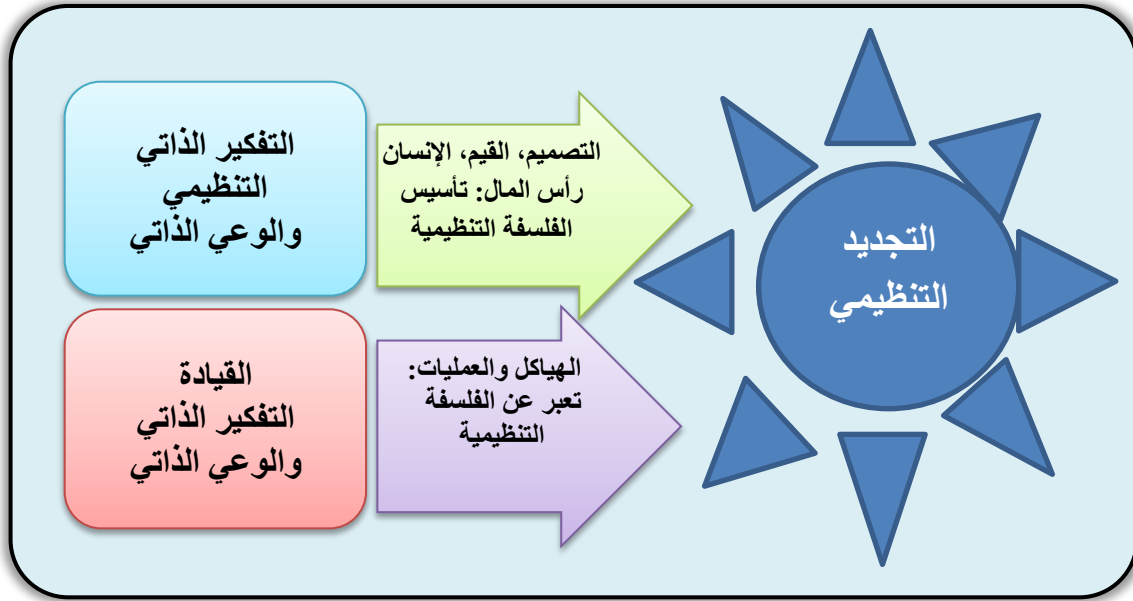 التفكير الذاتي
التنظيمي
والوعي الذاتي
التصميم، القيم، الإنسان
رأس المال: تأسيس
الفلسفة التنظيمية
التجديد
التنظيمي
القيادة
التفكير الذاتي
والوعي الذاتي
الهياكل والعمليات:
تعبر عن الفلسفة
التنظيمية